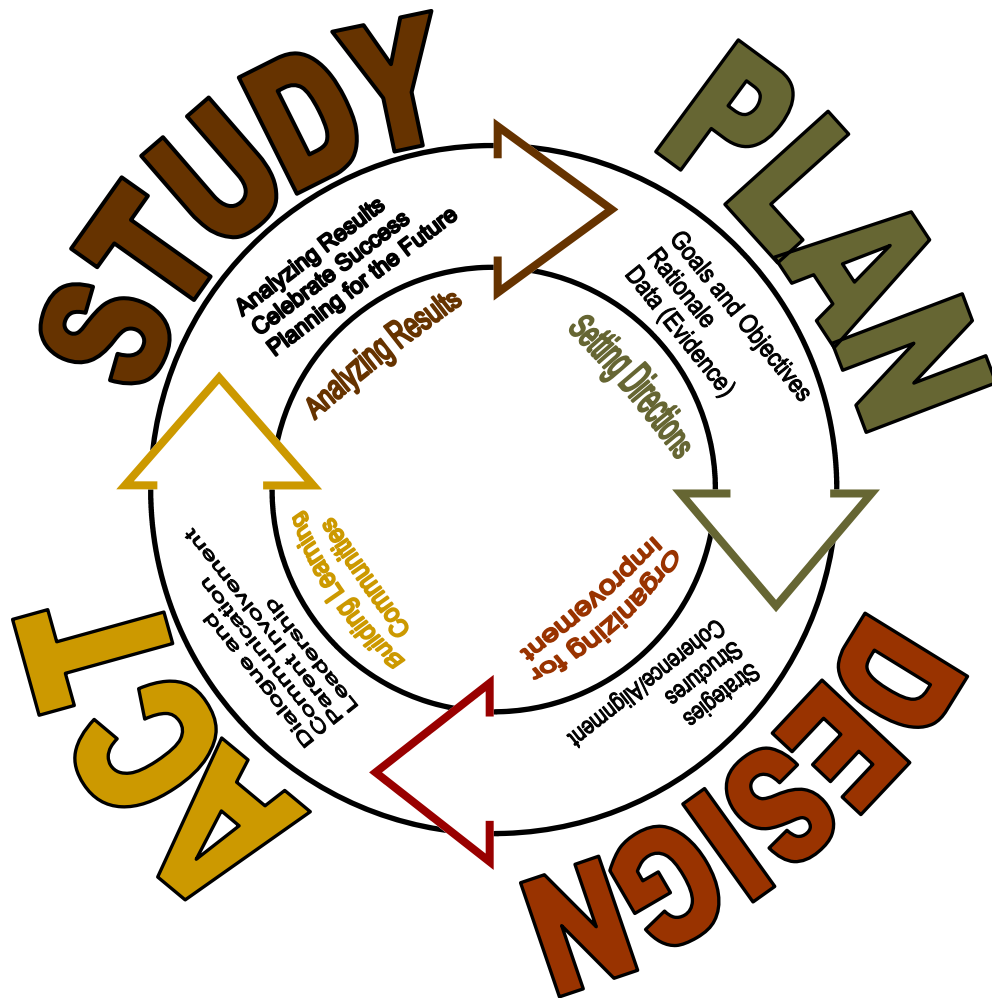 STUDY
Analyzing Results
Celebrate Success
Planning for the Future
Analyzing Results
PLAN
Goals and Objectives
Rationale
Data (Evidence)
Setting Directions
DESIGN
Strategies
Structures
Coherence/Alignment
Organizing for
Improvement
ACT
Dialogue and
Communication
Parent Involvement
Leadership
Building Learning
Communities